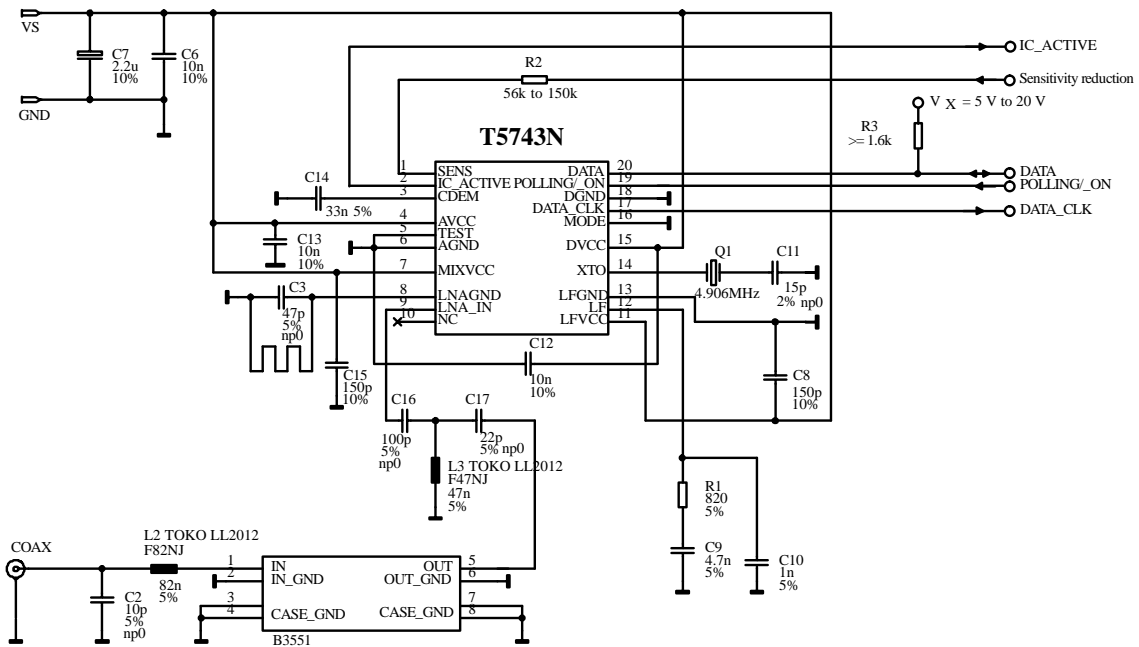 VS
C7
2.2u
10%
C6
10n
10%
GND
IC_ACTIVE
R2
56k to 150k
Sensitivity reduction
V X = 5 V to 20 V
R3
>= 1.6k
T5743N
1 SENS
2 IC_ACTIVE
3 CDEM
4 AVCC
5 TEST
6 AGND
7 MIXVCC
8 LNAGND
9 LNA_IN
10 NC
DATA 20
POLLING/_ON 19
DGND 18
DATA_CLK 17
MODE 16
DVCC 15
XTO 14
LFGND 13
LF 12
LFVCC 11
DATA
POLLING/_ON
DATA_CLK
C14
33n 5%
C13
10n
10%
C3
47p
5%
np0
C15
150p
10%
Q1
4.906MHz
C11
15p
2% np0
C12
10n
10%
C8
150p
10%
C16
100p
5%
np0
C17
22p
5% np0
L3 TOKO LL2012
F47NJ
47n
5%
R1
820
5%
C9
4.7n
5%
C10
1n
5%
COAX
L2 TOKO LL2012
F82NJ
82n
5%
C2
10p
5%
np0
1 IN
2 IN_GND
3
4 CASE_GND
OUT 5
OUT_GND 6
7
CASE_GND 8
B3551